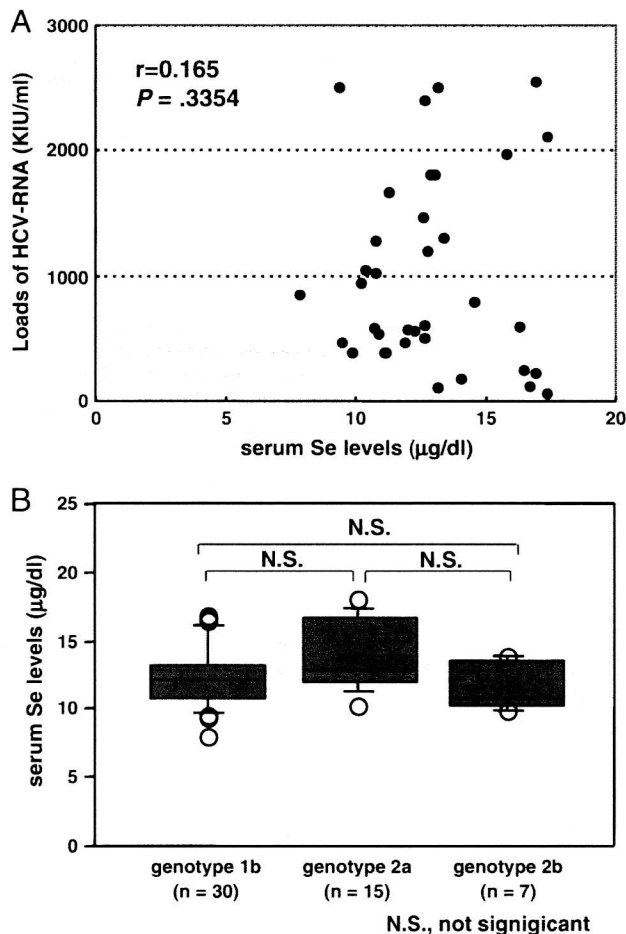 A
3000
2000
1000
0
Loads of HCV-RNA (KIU/ml)
r=0.165
P = .3354
0 5 10 15 20
serum Se levels (µg/dl)
B
25
20
15
10
5
0
serum Se levels (µg/dl)
N.S.
N.S. N.S.
genotype 1b genotype 2a genotype 2b
(n = 30) (n = 15) (n = 7)
N.S., not signigicant